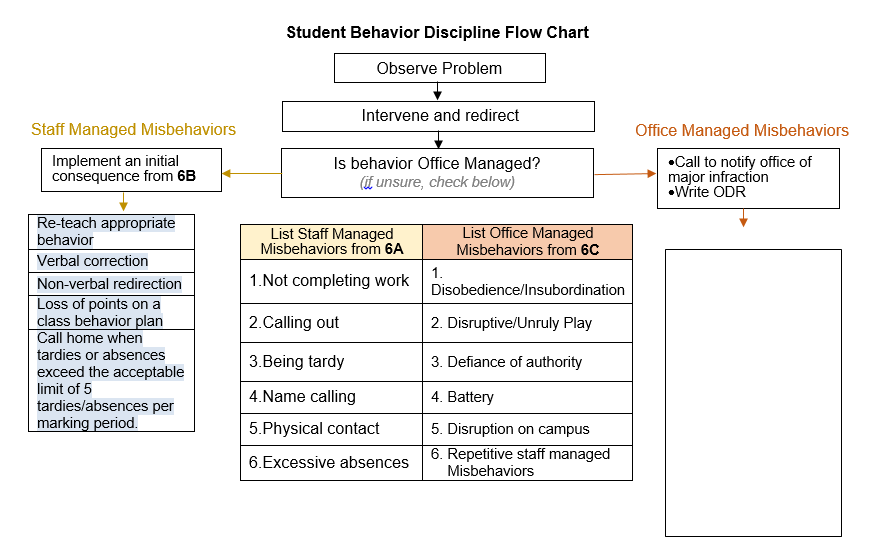 Student Behavior Discipline Flow Chart
Observe Problem
Intervene and redirect
Staff Managed Misbehaviors
Office Managed Misbehaviors
Implement an initial
consequence from 6B
Is behavior Office Managed?
(if unsure, check below)
•Call to notify office of
major infraction
•Write ODR
Re-teach appropriate
behavior
Verbal correction
Non-verbal redirection
Loss of points on a
class behavior plan
Call home when
tardies or absences
exceed the acceptable
limit of 5
tardies/absences per
marking period.
List Staff Managed
Misbehaviors from 6A
List Office Managed
Misbehaviors from 6C
1.Not completing work
1.
Disobedience/Insubordination
2.Calling out
2. Disruptive/Unruly Play
3.Being tardy
3. Defiance of authority
4.Name calling
4. Battery
5.Physical contact
5. Disruption on campus
6.Excessive absences
6. Repetitive staff managed
Misbehaviors